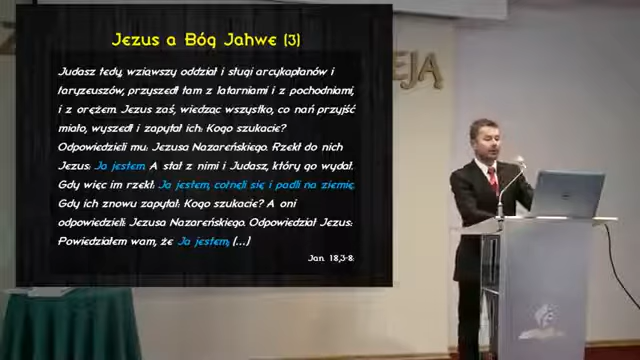 Jezus a Bóg Jahwe (3)
Judasz tedy, wziąwszy oddział i sługi arcykapłanów i
faryzeuszów, przyszedł tam z latarniami i z pochodniami,
i z orężem. Jezus zaś, wiedząc wszystko, co nań przyjść
miało, wyszedł i zapytał ich: Kogo szukacie?
Odpowiedzieli mu: Jezusa Nazareńskiego. Rzekł do nich
Jezus: Ja jestem. A stał z nimi i Judasz, który go wydał.
Gdy więc im rzekł: Ja jestem, cofnęli się i padli na ziemię.
Gdy ich znowu zapytał: Kogo szukacie? A oni
odpowiedzieli: Jezusa Nazareńskiego. Odpowiedział Jezus:
Powiedziałem wam, że Ja jestem; (...)
Jan 18,3-8
EJĄ
DELL